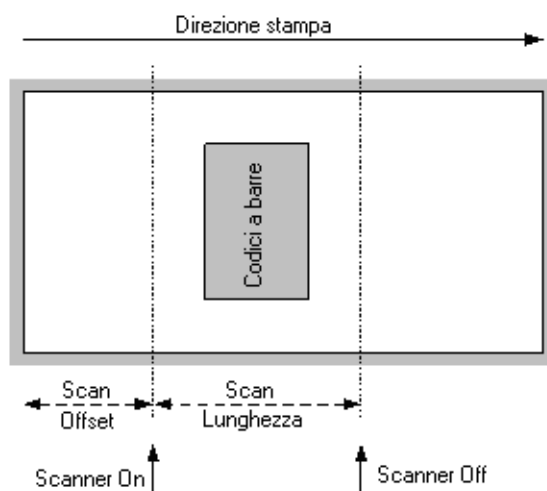 Direzione stampa
Codici a barre
Scan
Offset
Scan
Lunghezza
Scanner On
Scanner Off